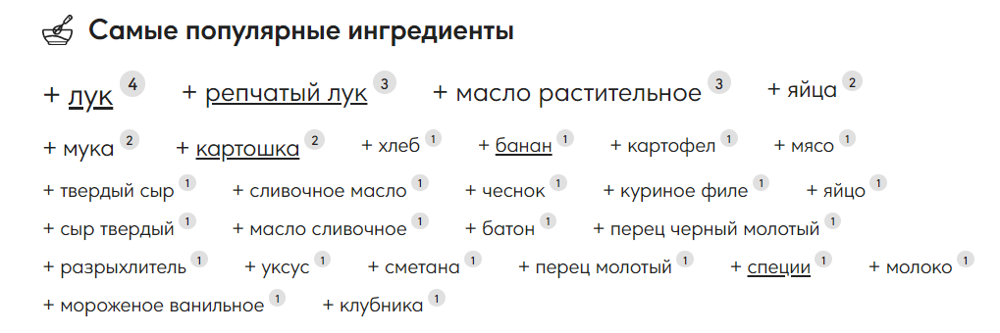 Самые популярные ингредиенты
+ лук 4 + репчатый лук 3 + масло растительное 3 + яйца 2
+ мука 2 + картошка 2 + хлеб 1 + банан 1 + картофел 1 + мясо 1
+ твердый сыр 1 + сливочное масло 1 + чеснок 1 + куриное филе 1 + яйцо 1
+ сыр твердый 1 + масло сливочное 1 + батон 1 + перец черный молотый 1
+ разрыхлитель 1 + уксус 1 + сметана 1 + перец молотый 1 + специи 1 + молоко 1
+ мороженое ванильное 1 + клубника 1